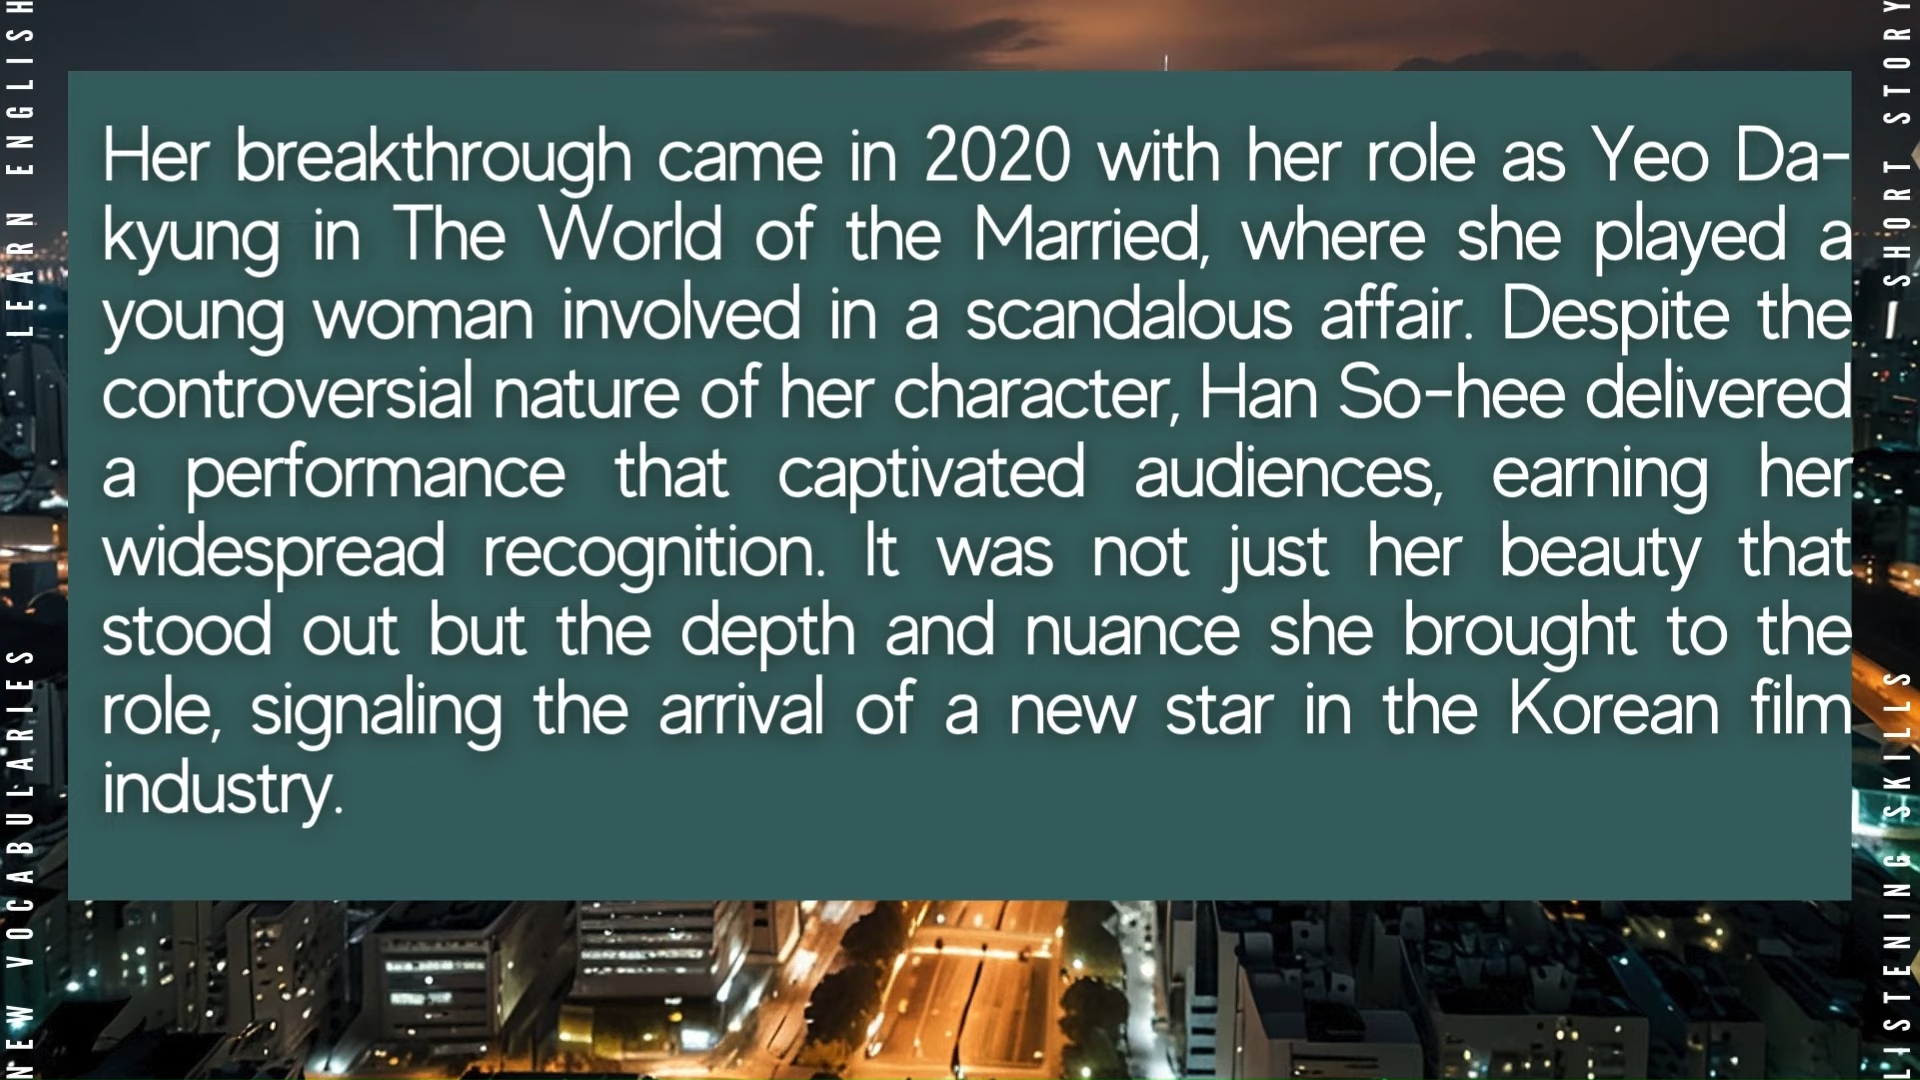 Her breakthrough came in 2020 with her role as Yeo Da-
kyung in The World of the Married, where she played a
young woman involved in a scandalous affair. Despite the
controversial nature of her character, Han So-hee delivered
a performance that captivated audiences, earning her
widespread recognition. It was not just her beauty that
stood out but the depth and nuance she brought to the
role, signaling the arrival of a new star in the Korean film
industry.
LEARN ENGLISH
NEW VOCABULARIES
SHORT STORY
LISTENING SKILLS